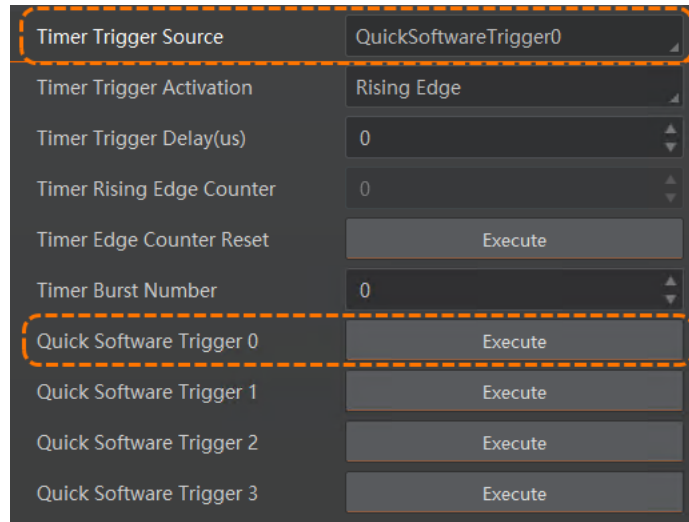 Timer Trigger Source QuickSoftwareTrigger0
Timer Trigger Activation Rising Edge
Timer Trigger Delay(us) 0
Timer Rising Edge Counter 0
Timer Edge Counter Reset Execute
Timer Burst Number 0
Quick Software Trigger 0 Execute
Quick Software Trigger 1 Execute
Quick Software Trigger 2 Execute
Quick Software Trigger 3 Execute